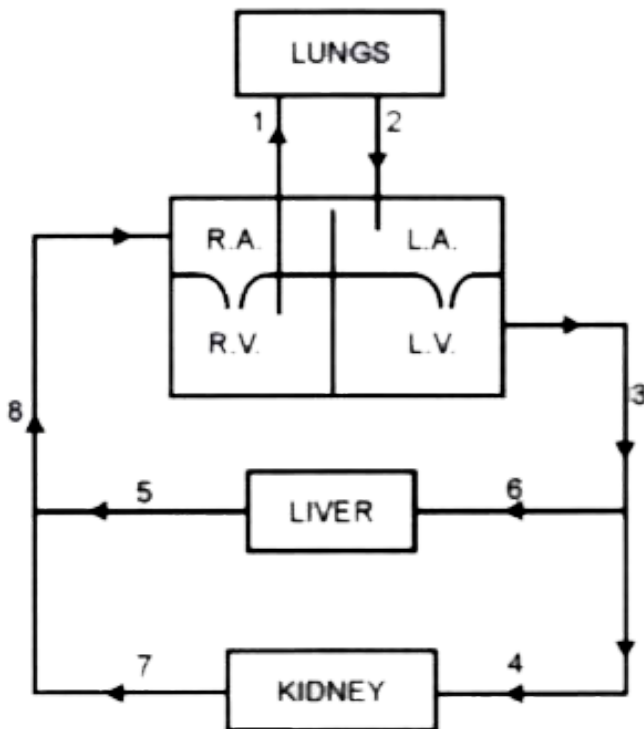 LUNGS
1 2
R.A. L.A.
R.V. L.V.
8 3
5 6
LIVER
7 4
KIDNEY